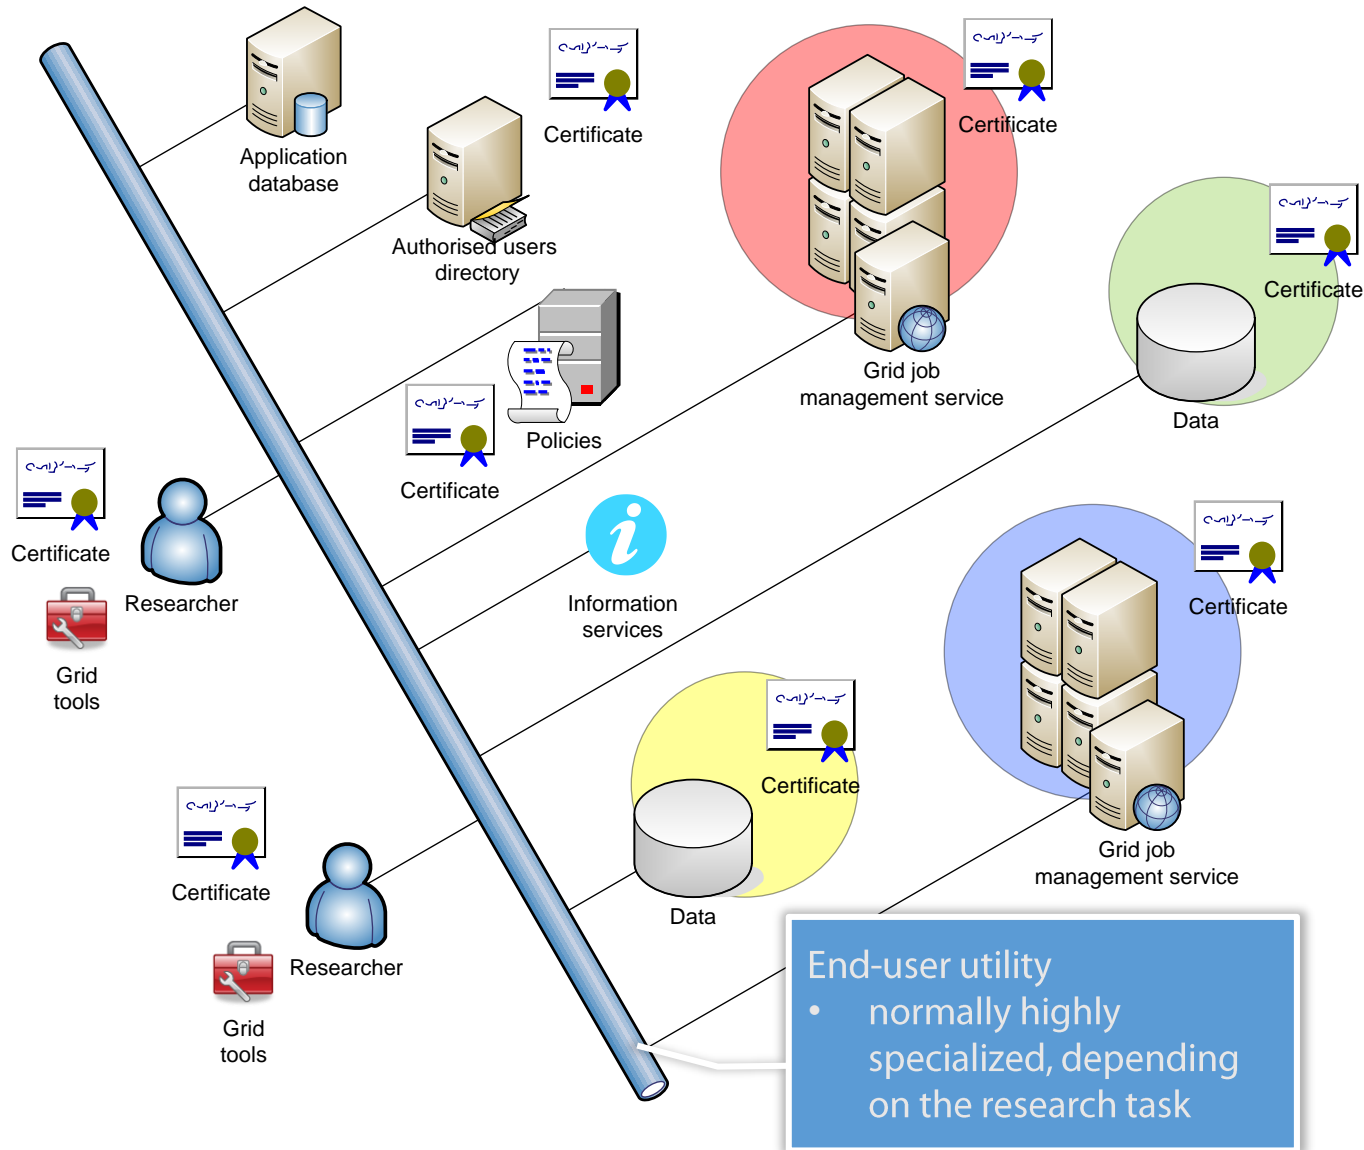 Certificate
Application
database
Certificate
Authorised users
directory
Certificate
Certificate
Grid job
management service
Data
Policies
Certificate
Certificate
Researcher
Grid
tools
Information
services
Certificate
Certificate
Grid job
management service
Certificate
Data
Researcher
Grid
tools
End-user utility
• normally highly
specialized, depending
on the research task